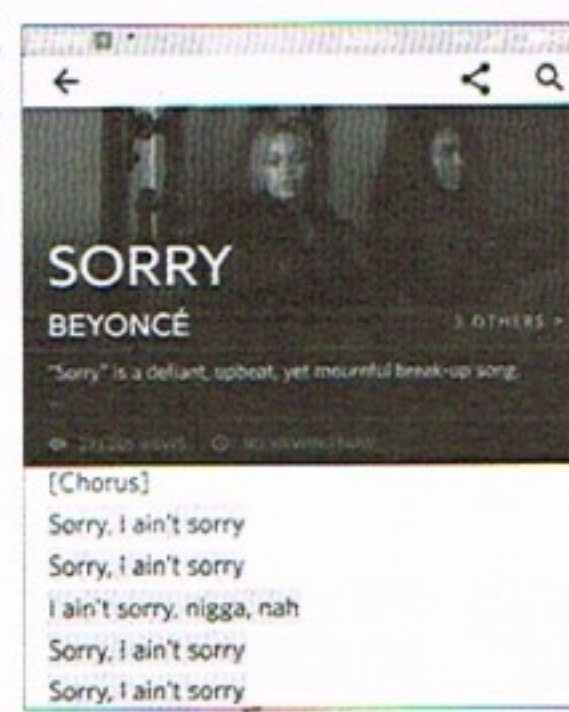 SORRY
BEYONCÉ
3 OTHERS >
"Sorry" is a defiant, upbeat, yet mournful break-up song.
VIEWS
[Chorus]
Sorry, I ain't sorry
Sorry, I ain't sorry
I ain't sorry, nigga, nah
Sorry, I ain't sorry
Sorry, I ain't sorry